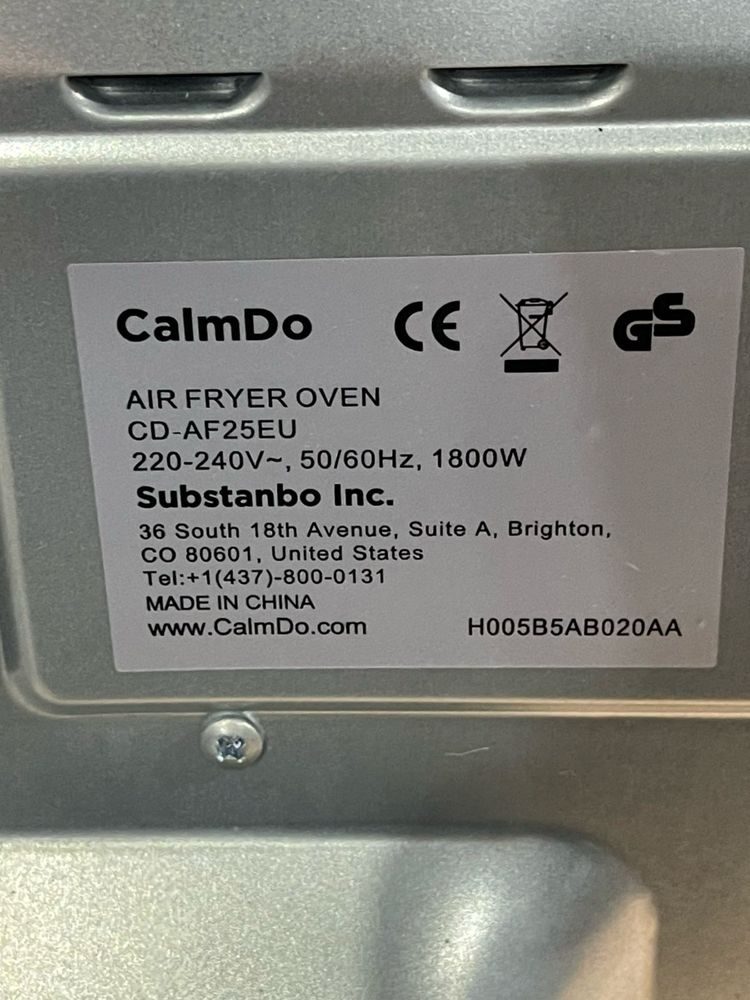 CalmDo CE GS
AIR FRYER OVEN
CD-AF25EU
220-240V~, 50/60Hz, 1800W
Substanbo Inc.
36 South 18th Avenue, Suite A, Brighton,
CO 80601, United States
Tel:+1(437)-800-0131
MADE IN CHINA
www.CalmDo.com H005B5AB020AA